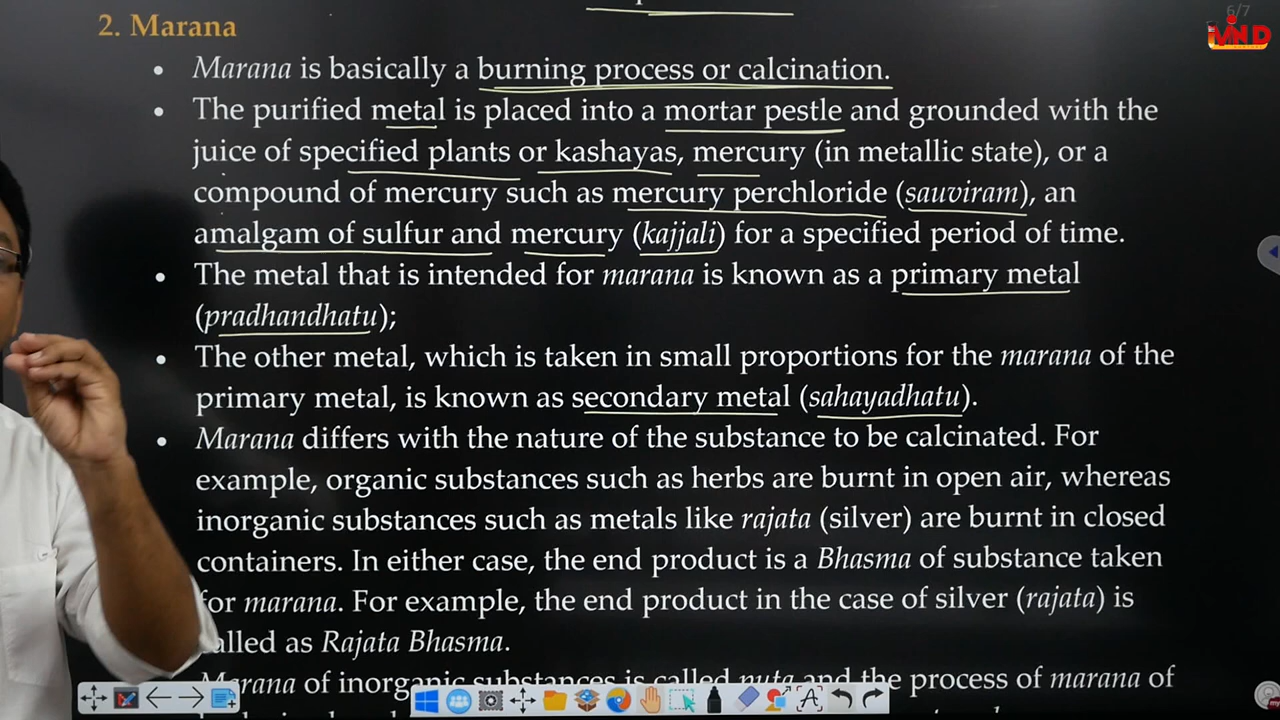 6/7
MIND
2. Marana
• Marana is basically a burning process or calcination.
• The purified metal is placed into a mortar pestle and grounded with the
juice of specified plants or kashayas, mercury (in metallic state), or a
compound of mercury such as mercury perchloride (sauviram), an
amalgam of sulfur and mercury (kajjali) for a specified period of time.
• The metal that is intended for marana is known as a primary metal
(pradhandhatu);
• The other metal, which is taken in small proportions for the marana of the
primary metal, is known as secondary metal (sahayadhatu).
• Marana differs with the nature of the substance to be calcinated. For
example, organic substances such as herbs are burnt in open air, whereas
inorganic substances such as metals like rajata (silver) are burnt in closed
containers. In either case, the end product is a Bhasma of substance taken
for marana. For example, the end product in the case of silver (rajata) is
called as Rajata Bhasma.
Marana of inorganic substances is called puta and the process of marana of